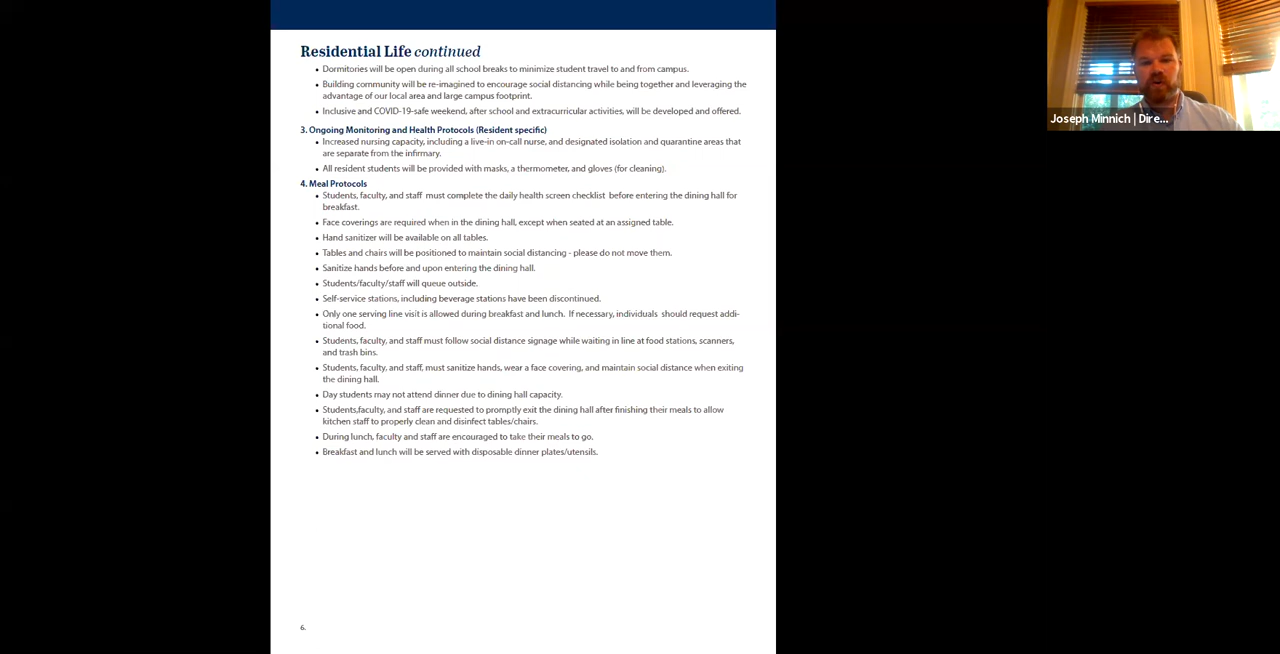 Residential Life continued
• Dormitories will be open during all school breaks to minimize student travel to and from campus.
• Building community will be re-imagined to encourage social distancing while being together and leveraging the
advantage of our local area and large campus footprint.
• Inclusive and COVID-19-safe weekend, after school and extracurricular activities, will be developed and offered.
3. Ongoing Monitoring and Health Protocols (Resident specific)
• Increased nursing capacity, including a live-in on-call nurse, and designated isolation and quarantine areas that
are separate from the infirmary.
• All resident students will be provided with masks, a thermometer, and gloves (for cleaning).
4. Meal Protocols
• Students, faculty, and staff must complete the daily health screen checklist before entering the dining hall for
breakfast.
• Face coverings are required when in the dining hall, except when seated at an assigned table.
• Hand sanitizer will be available on all tables.
• Tables and chairs will be positioned to maintain social distancing - please do not move them.
• Sanitize hands before and upon entering the dining hall.
• Students/faculty/staff will queue outside.
• Self-service stations, including beverage stations have been discontinued.
• Only one serving line visit is allowed during breakfast and lunch. If necessary, individuals should request addi-
tional food.
• Students, faculty, and staff must follow social distance signage while waiting in line at food stations, scanners,
and trash bins.
• Students, faculty, and staff, must sanitize hands, wear a face covering, and maintain social distance when exiting
the dining hall.
• Day students may not attend dinner due to dining hall capacity.
• Students,faculty, and staff are requested to promptly exit the dining hall after finishing their meals to allow
kitchen staff to properly clean and disinfect tables/chairs.
• During lunch, faculty and staff are encouraged to take their meals to go.
• Breakfast and lunch will be served with disposable dinner plates/utensils.
6.
Joseph Minnich | Dire...